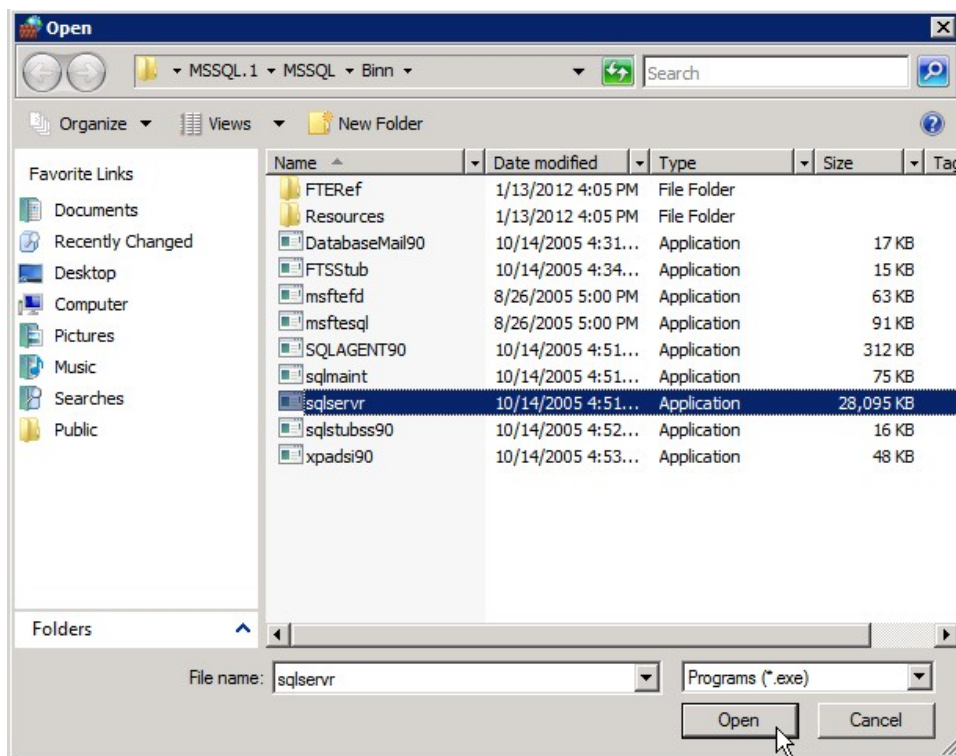 Open
MSSQL.1 MSSQL Binn Search
Organize Views New Folder
Favorite Links
Documents
Recently Changed
Desktop
Computer
Pictures
Music
Searches
Public
Folders
Name Date modified Type Size Tag
FTERef 1/13/2012 4:05 PM File Folder
Resources 1/13/2012 4:05 PM File Folder
DatabaseMail90 10/14/2005 4:31... Application 17 KB
FTSStub 10/14/2005 4:34... Application 15 KB
msftefd 8/26/2005 5:00 PM Application 63 KB
msftesql 8/26/2005 5:00 PM Application 91 KB
SQLAGENT90 10/14/2005 4:51... Application 312 KB
sqlmaint 10/14/2005 4:51... Application 75 KB
sqlservr 10/14/2005 4:51... Application 28,095 KB
sqlstubss90 10/14/2005 4:52... Application 16 KB
xpadsi90 10/14/2005 4:53... Application 48 KB
File name: sqlservr Programs (*.exe)
Open Cancel